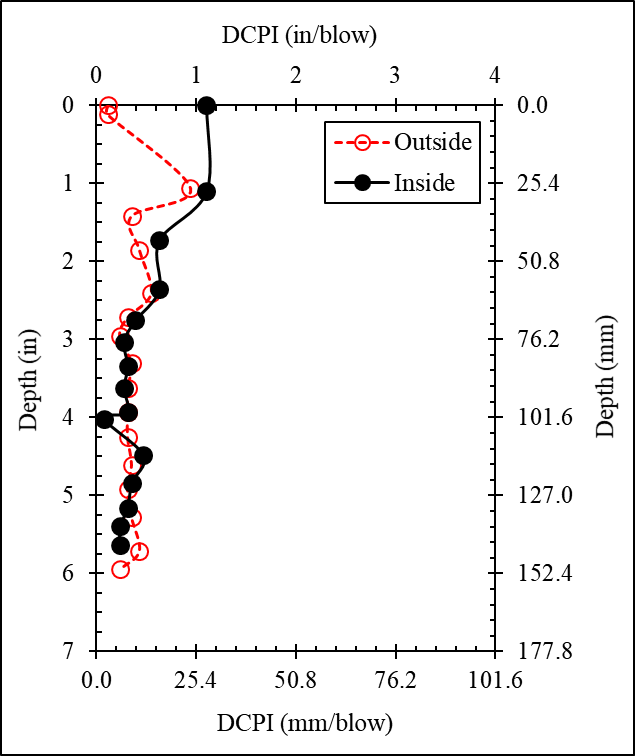 DCPI (in/blow)
0 1 2 3 4
0 0.0
Outside
Inside
1 25.4
2 50.8
3 76.2
Depth (in)
Depth (mm)
4 101.6
5 127.0
6 152.4
7 177.8
0.0 25.4 50.8 76.2 101.6
DCPI (mm/blow)